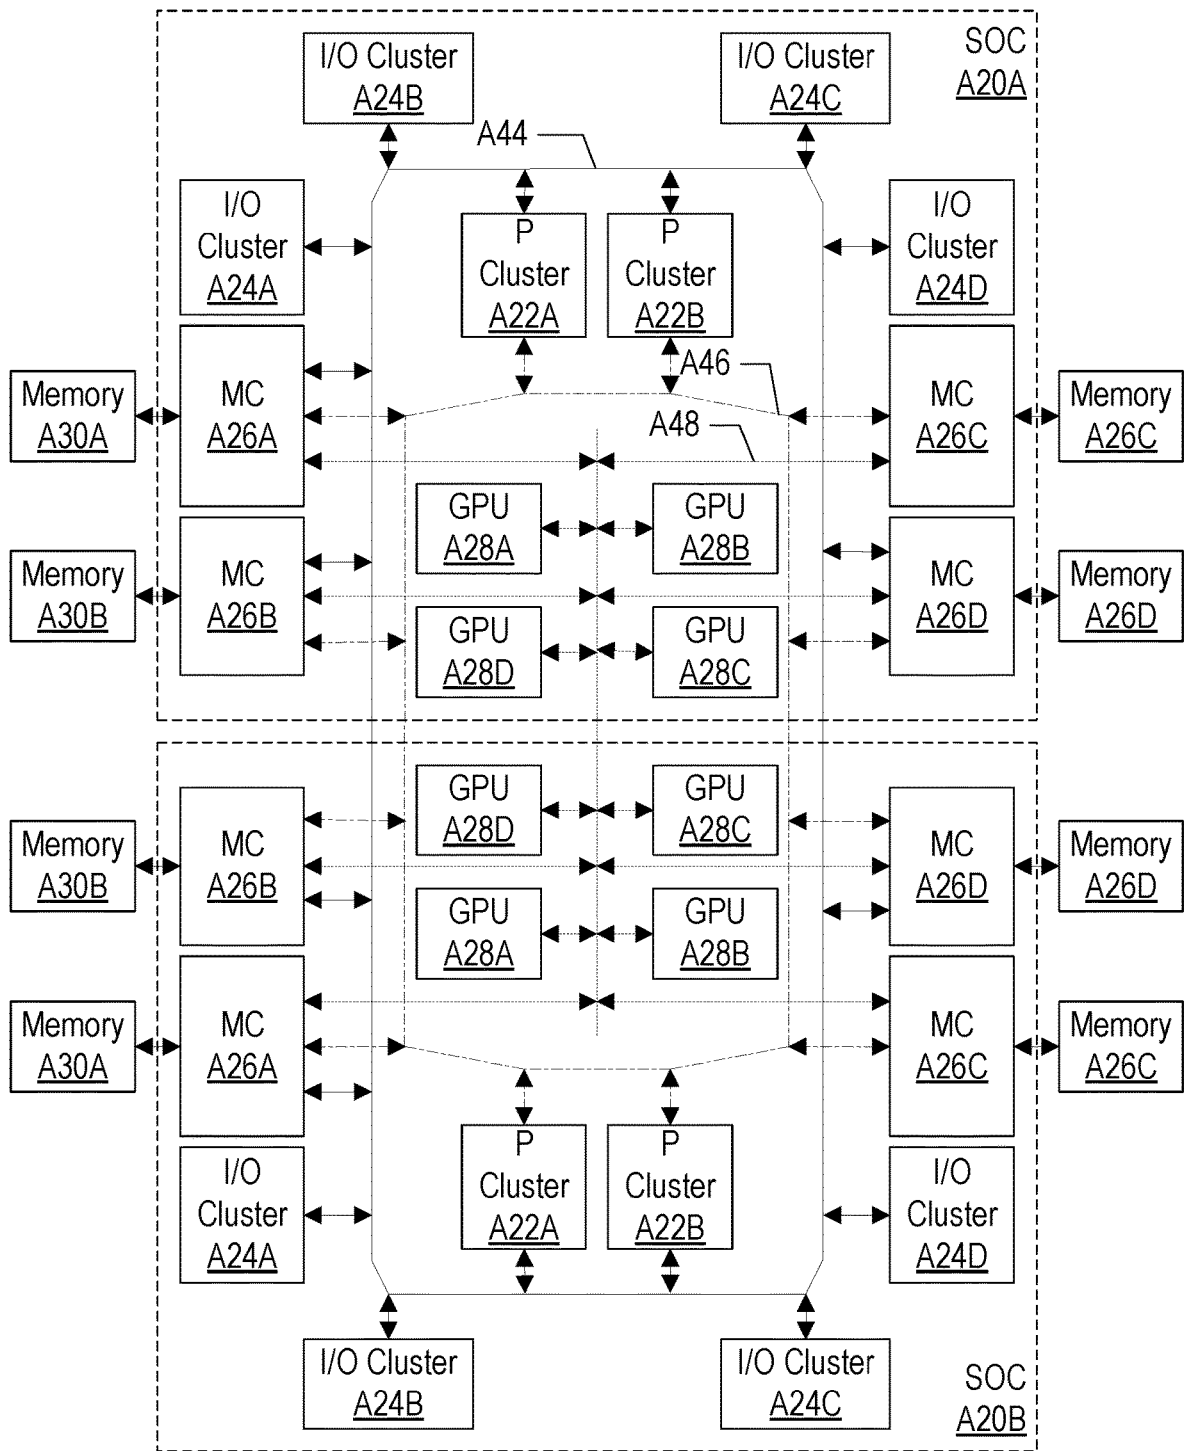 I/O Cluster
A24B
I/O Cluster
A24C
SOC
A20A
A44
I/O
Cluster
A24A
P
Cluster
A22A
P
Cluster
A22B
I/O
Cluster
A24D
Memory
A30A
MC
A26A
A46
A48
MC
A26C
Memory
A26C
GPU
A28A
GPU
A28B
Memory
A30B
MC
A26B
MC
A26D
Memory
A26D
GPU
A28D
GPU
A28C
GPU
A28D
GPU
A28C
Memory
A30B
MC
A26B
MC
A26D
Memory
A26D
GPU
A28A
GPU
A28B
Memory
A30A
MC
A26A
MC
A26C
Memory
A26C
I/O
Cluster
A24A
P
Cluster
A22A
P
Cluster
A22B
I/O
Cluster
A24D
I/O Cluster
A24B
I/O Cluster
A24C
SOC
A20B